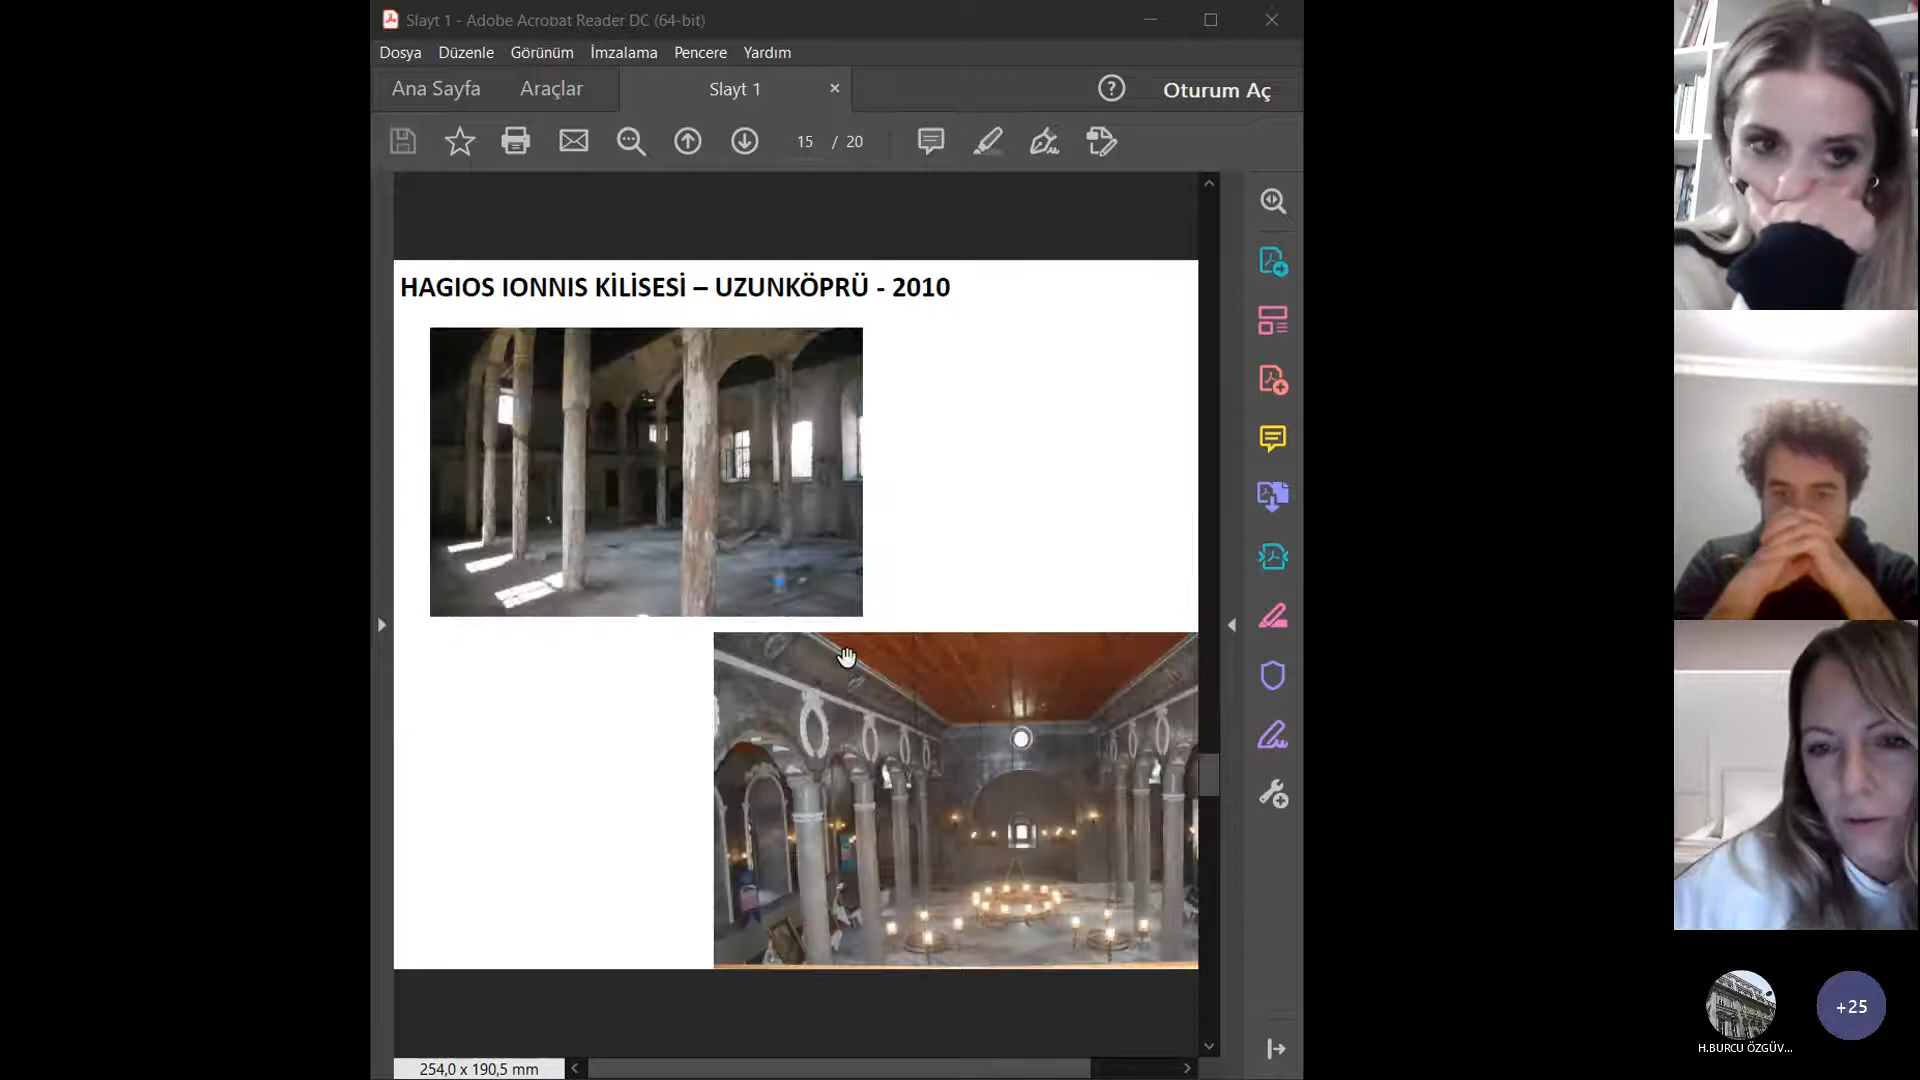 Slayt 1 - Adobe Acrobat Reader DC (64-bit)
Dosya Düzenle Görünüm İmzalama Pencere Yardım
Ana Sayfa Araçlar Slayt 1 Oturum Aç
15 / 20
HAGIOS IONNIS KİLİSESİ – UZUNKÖPRÜ - 2010
254,0 x 190,5 mm
+25
H.BURCU ÖZGÜV...